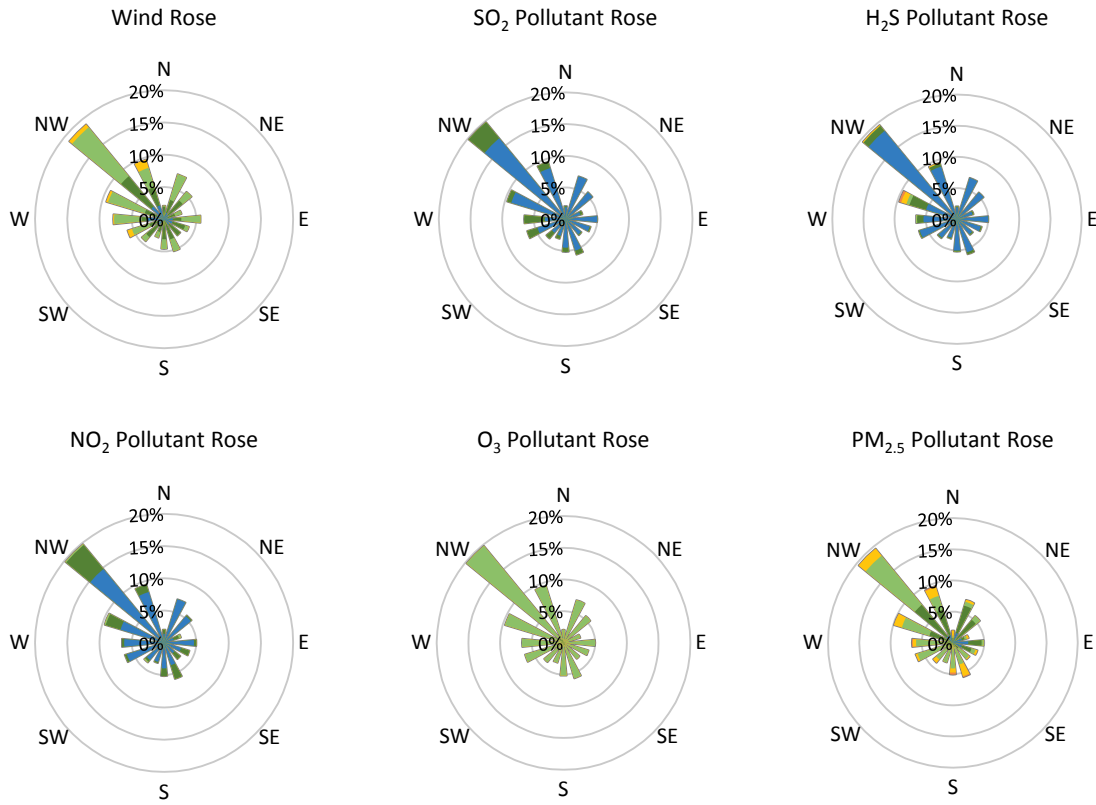 Wind Rose
N
20%
15%
10%
5%
0%
NW
NE
W
E
SW
SE
S
SO₂ Pollutant Rose
N
20%
15%
10%
5%
0%
NW
NE
W
E
SW
SE
S
H₂S Pollutant Rose
N
20%
15%
10%
5%
0%
NW
NE
W
E
SW
SE
S
NO₂ Pollutant Rose
N
20%
15%
10%
5%
0%
NW
NE
W
E
SW
SE
S
O₃ Pollutant Rose
N
20%
15%
10%
5%
0%
NW
NE
W
E
SW
SE
S
PM₂.₅ Pollutant Rose
N
20%
15%
10%
5%
0%
NW
NE
W
E
SW
SE
S